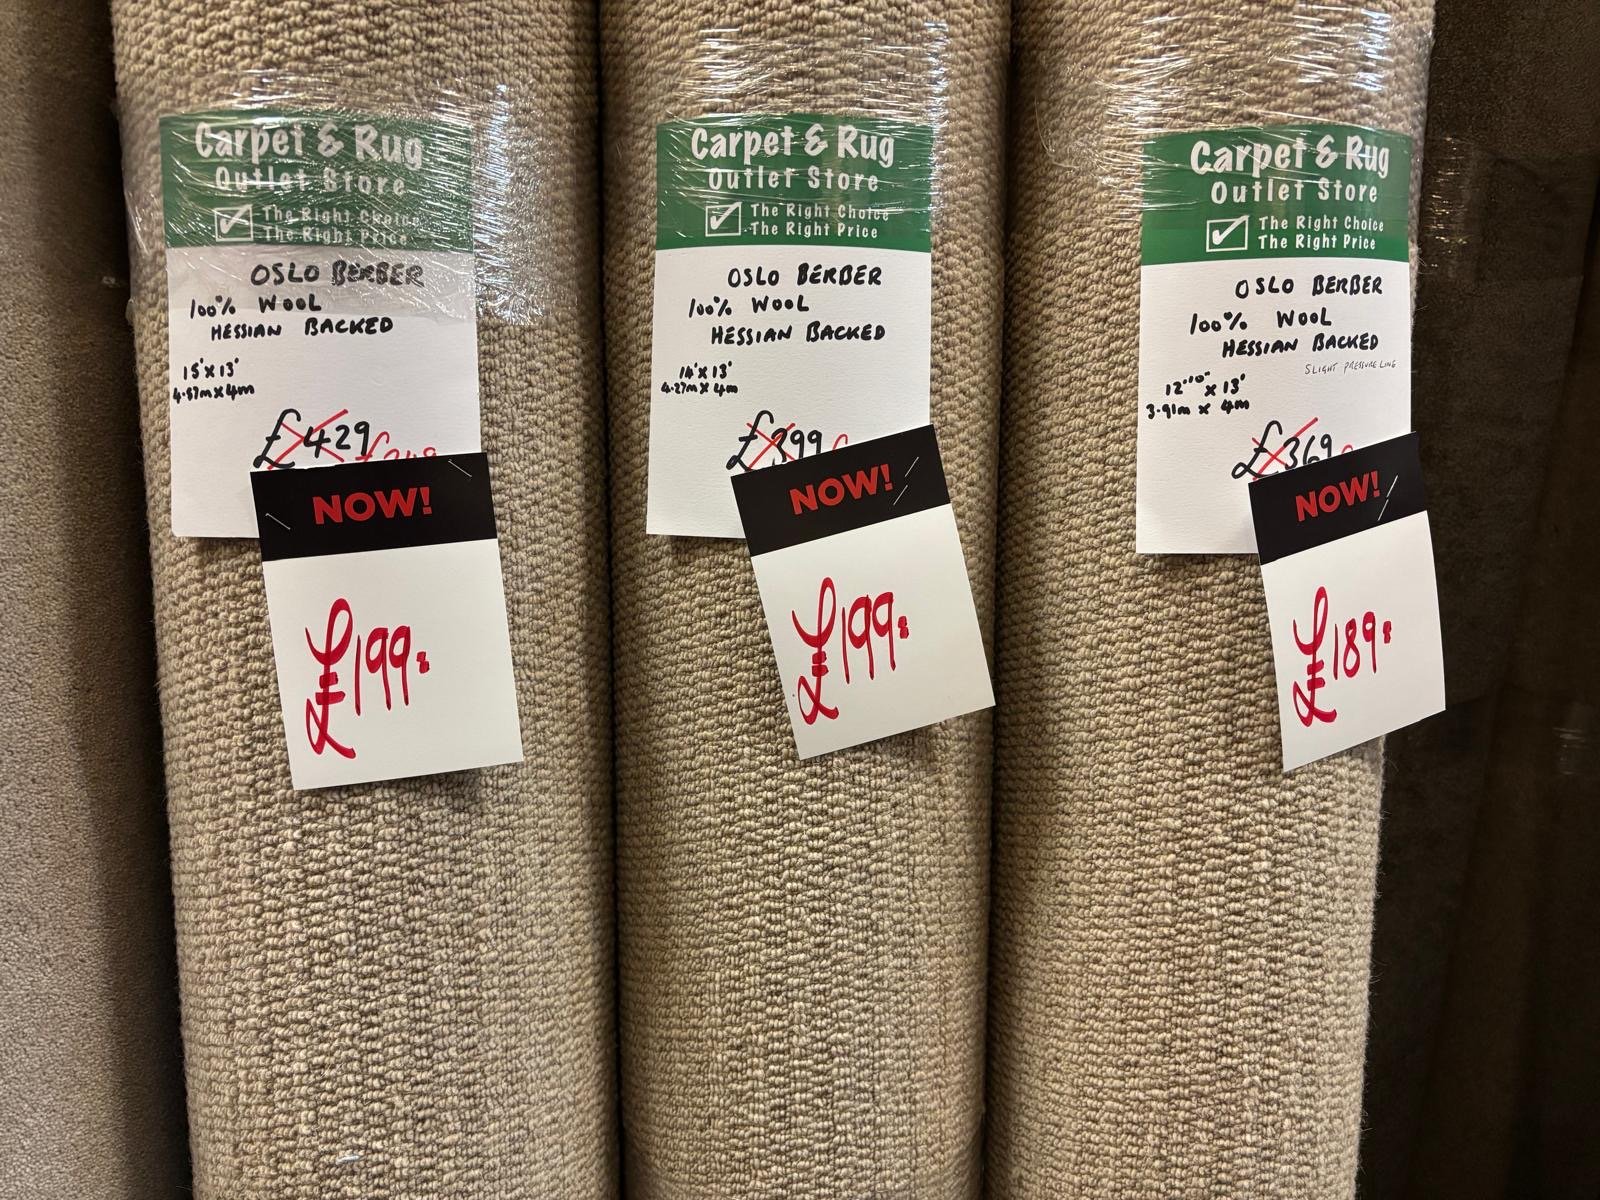 Carpet & Rug
Outlet Store
The Right Choice
The Right Price
OSLO BERBER
100% WOOL
HESSIAN BACKED
15' X 13'
4.57m X 4m
£429
NOW!
£199:
Carpet & Rug
Outlet Store
The Right Choice
The Right Price
OSLO BERBER
100% WOOL
HESSIAN BACKED
14' X 13'
4.27m X 4m
£399
NOW!
£199:
Carpet & Rug
Outlet Store
The Right Choice
The Right Price
OSLO BERBER
100% WOOL
HESSIAN BACKED
SLIGHT PRESSURE LINE
12'10" X 13'
3.91m X 4m
£369
NOW!
£189: